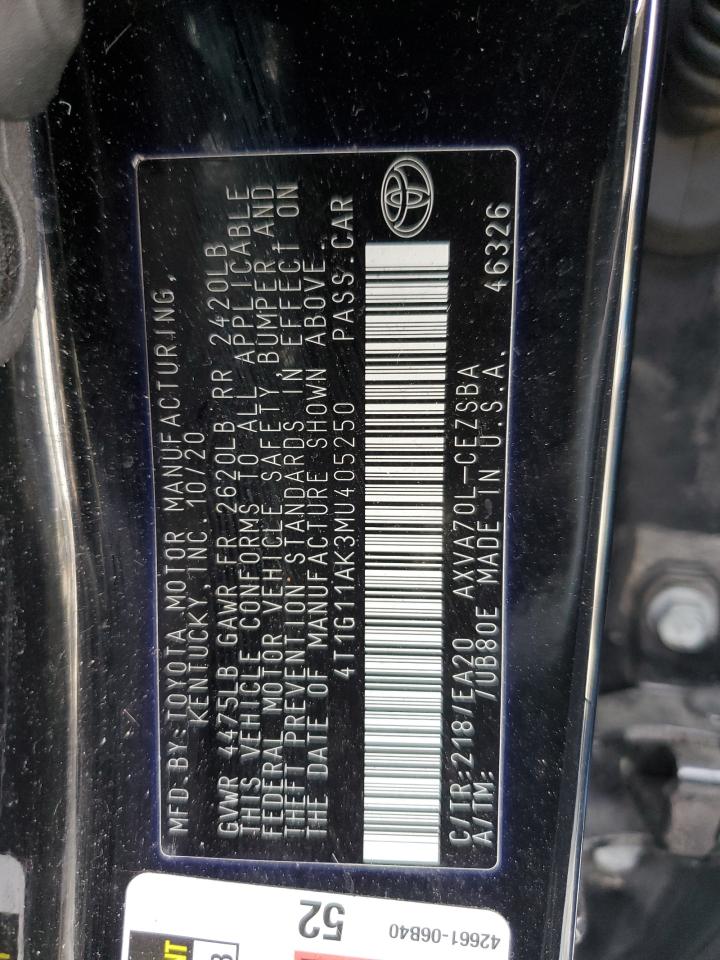 MFD. BY: TOYOTA MOTOR MANUFACTURING,
KENTUCKY, INC. 10/20
GVWR 4475LB GAWR FR 2620LB RR 2420LB
THIS VEHICLE CONFORMS TO ALL APPLICABLE
FEDERAL MOTOR VEHICLE SAFETY, BUMPER AND
THEFT PREVENTION STANDARDS IN EFFECT ON
THE DATE OF MANUFACTURE SHOWN ABOVE.
4T1G11AK3MU405250 PASS.CAR
C/TR:218/EA20 AXVA70L-CEZSBA
A/TM: /UB80E MADE IN U.S.A. 46326
52
42661-06B40